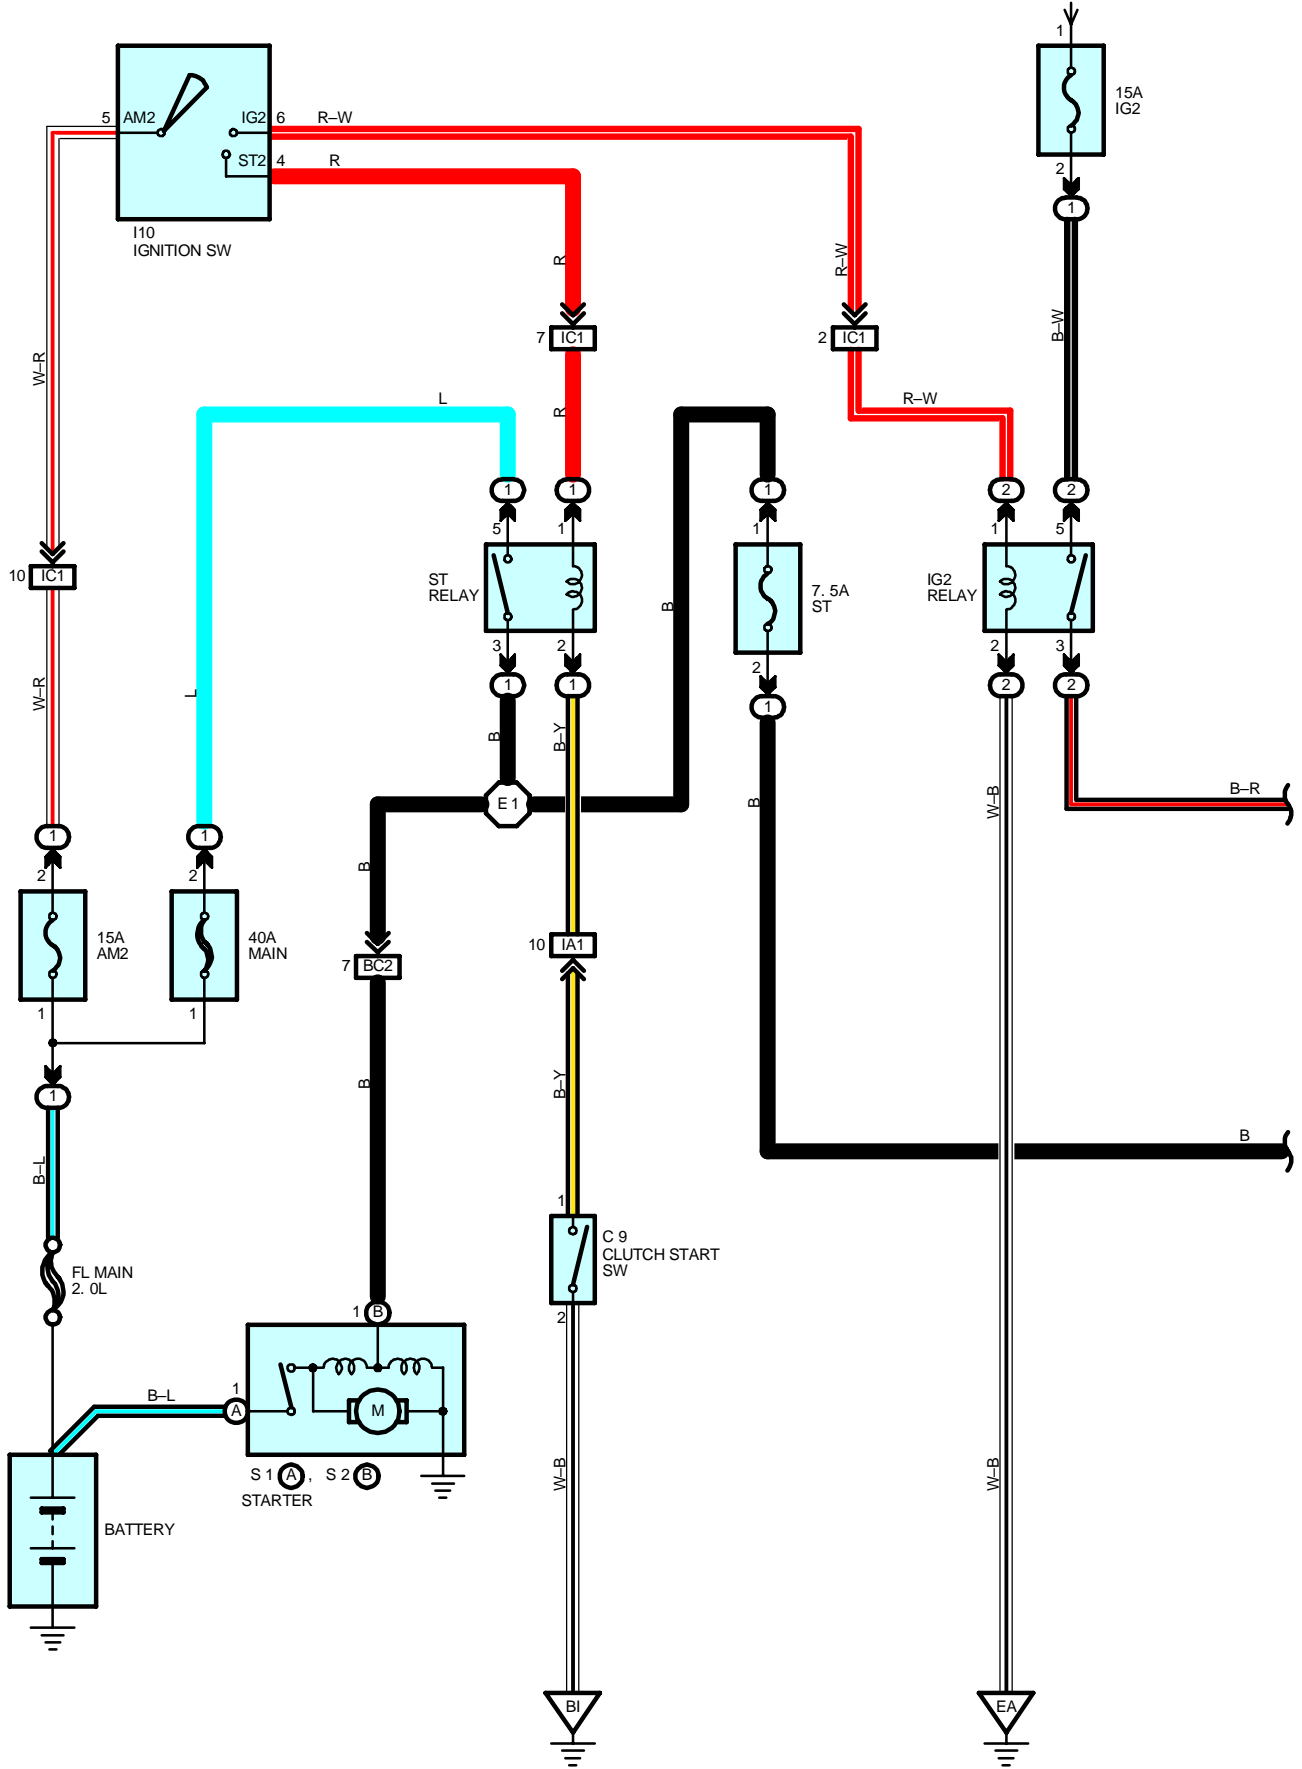 1
15A
IG2
2
1
5
AM2
IG2
6
R–W
ST2
4
R
I10
IGNITION SW
R
R–W
B–W
7
IC1
2
IC1
W–R
L
R
R–W
1
1
1
2
2
5
1
1
1
5
10
IC1
ST
RELAY
7. 5A
ST
IG2
RELAY
B
3
2
2
2
3
1
1
1
2
2
W–R
L
B
B–Y
E 1
B
W–B
B–R
1
1
2
2
B
15A
AM2
40A
MAIN
10
IA1
7
BC2
1
1
1
B
B–Y
B
B–L
1
C 9
CLUTCH START
SW
FL MAIN
2. 0L
1
B
2
B–L
1
A
M
S 1
A
,
S 2
B
STARTER
W–B
W–B
BATTERY
BI
EA